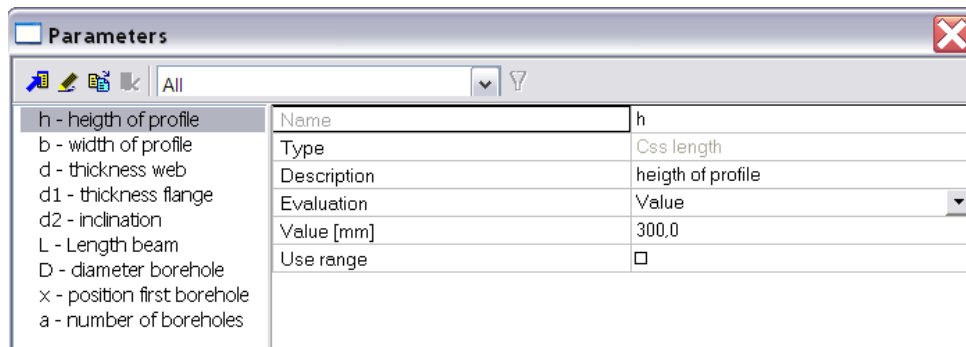 Parameters
All
h - heigth of profile
b - width of profile
d - thickness web
d1 - thickness flange
d2 - inclination
L - Length beam
D - diameter borehole
x - position first borehole
a - number of boreholes
Name h
Type Css length
Description heigth of profile
Evaluation Value
Value [mm] 300,0
Use range